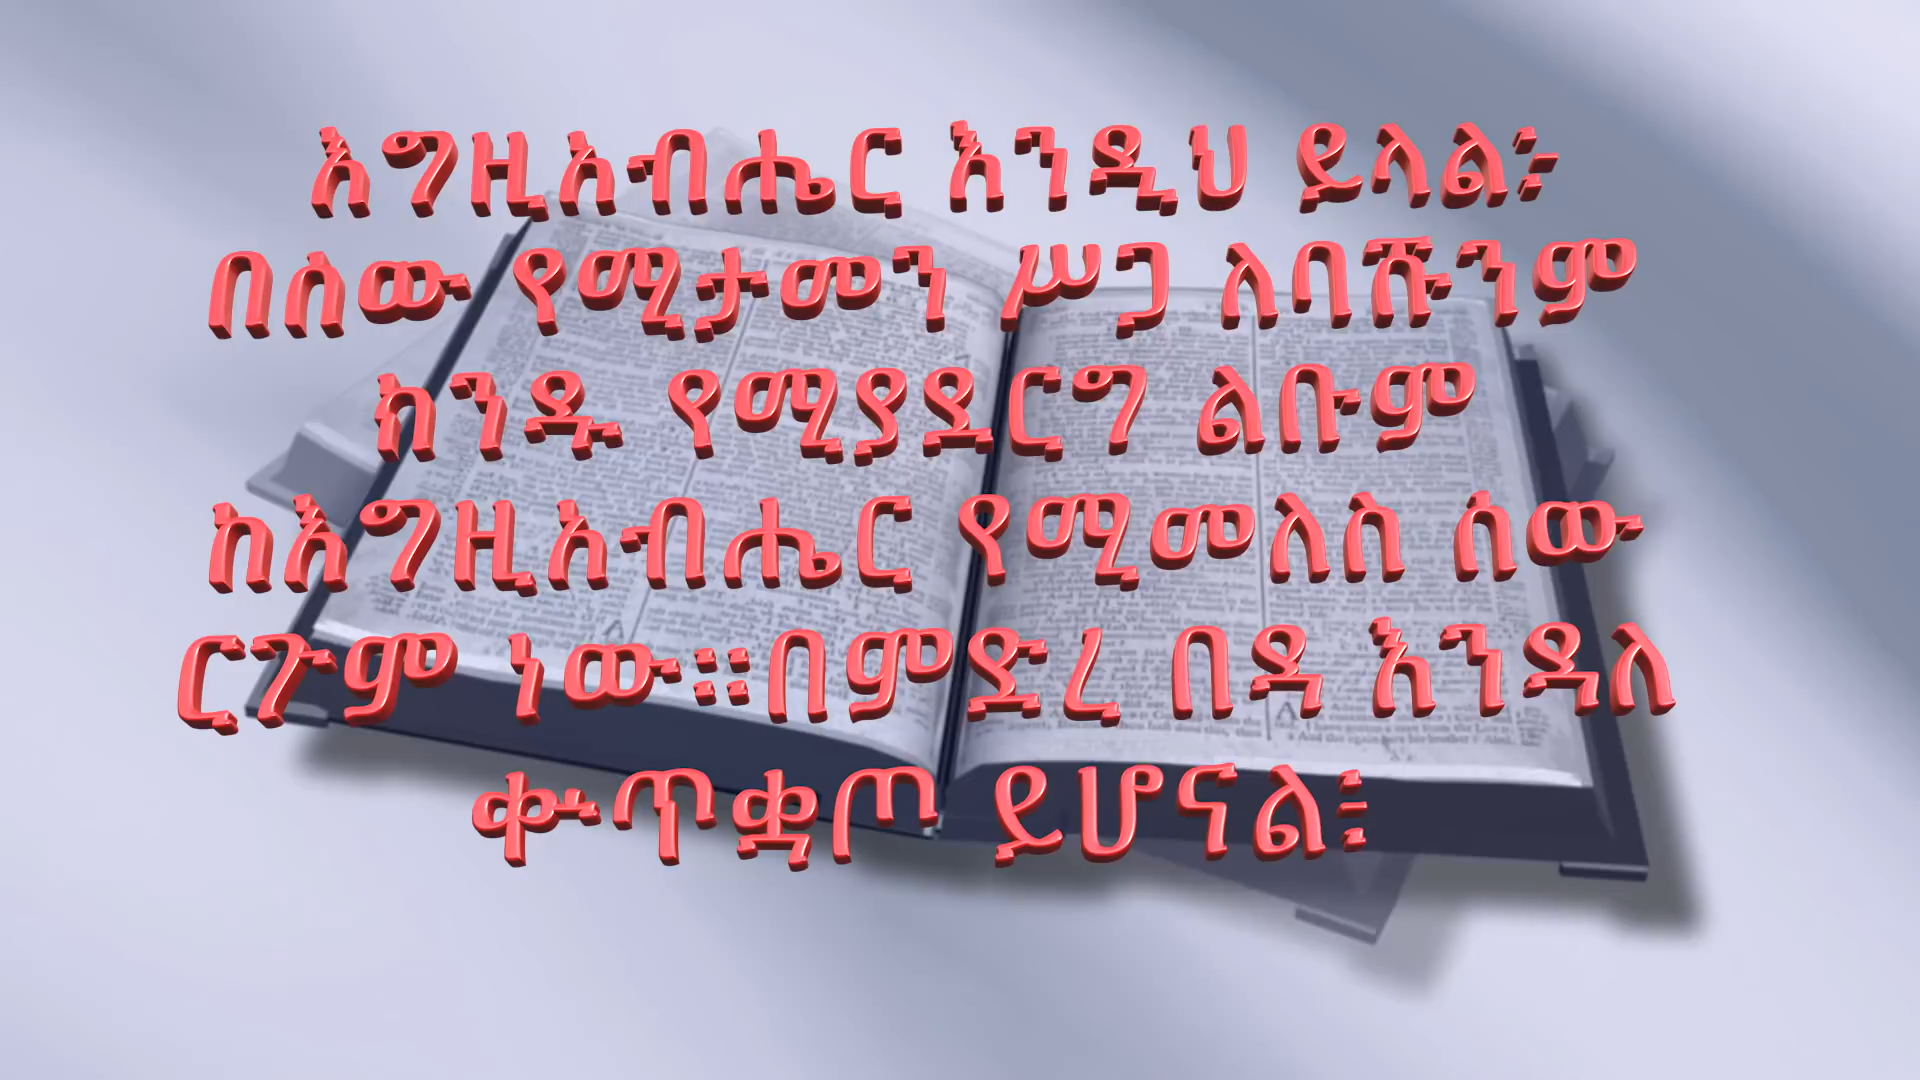 እግዚአብሔር እንዲህ ይላል፥
በሰው የሚታመን ሥጋ ለባሹንም
ክንዱ የሚያደርግ ልቡም
ከእግዚአብሔር የሚመለስ ሰው
ርጉም ነው።በምድረ በዳ እንዳለ
ቍጥቋጦ ይሆናል፤